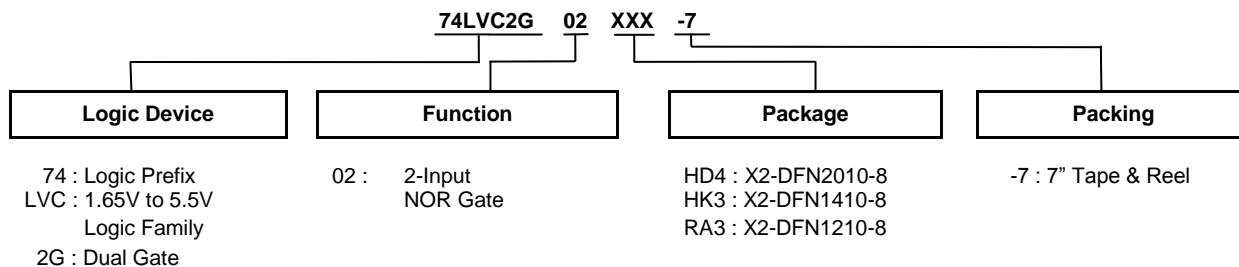 74LVC2G 02 XXX -7
Logic Device
Function
Package
Packing
74 : Logic Prefix
LVC : 1.65V to 5.5V
Logic Family
2G : Dual Gate
02 : 2-Input
NOR Gate
HD4 : X2-DFN2010-8
HK3 : X2-DFN1410-8
RA3 : X2-DFN1210-8
-7 : 7” Tape & Reel